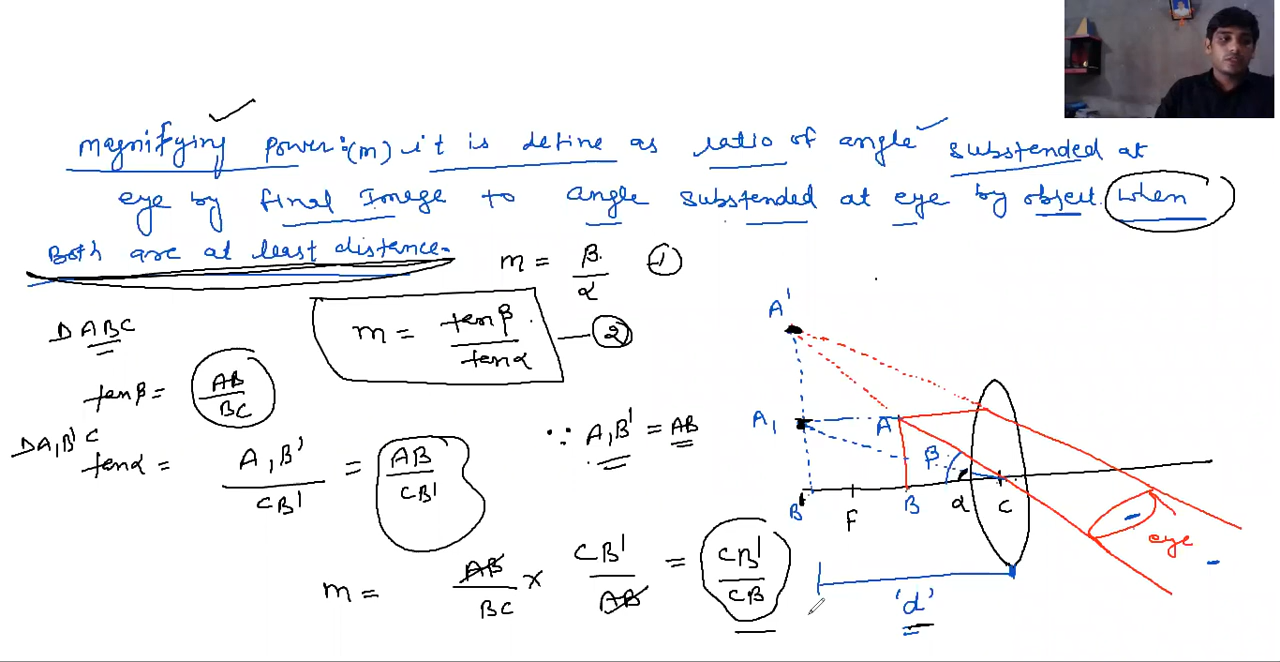 magnifying power:(m) it is define as ratio of angle substended at
eye by final Image to angle substended at eye by object when
Both are at least distance.
m = β/α ①
m = tanβ/tanα — ②
Δ ABC
tanβ = AB/BC
Δ A₁B'C
tanα = A₁B'/CB' = AB/CB'
∵ A₁B' = AB
m = AB/BC × CB'/AB = CB'/CB
A'
A₁
A
β
B'
F
B
α
C
eye
'd'